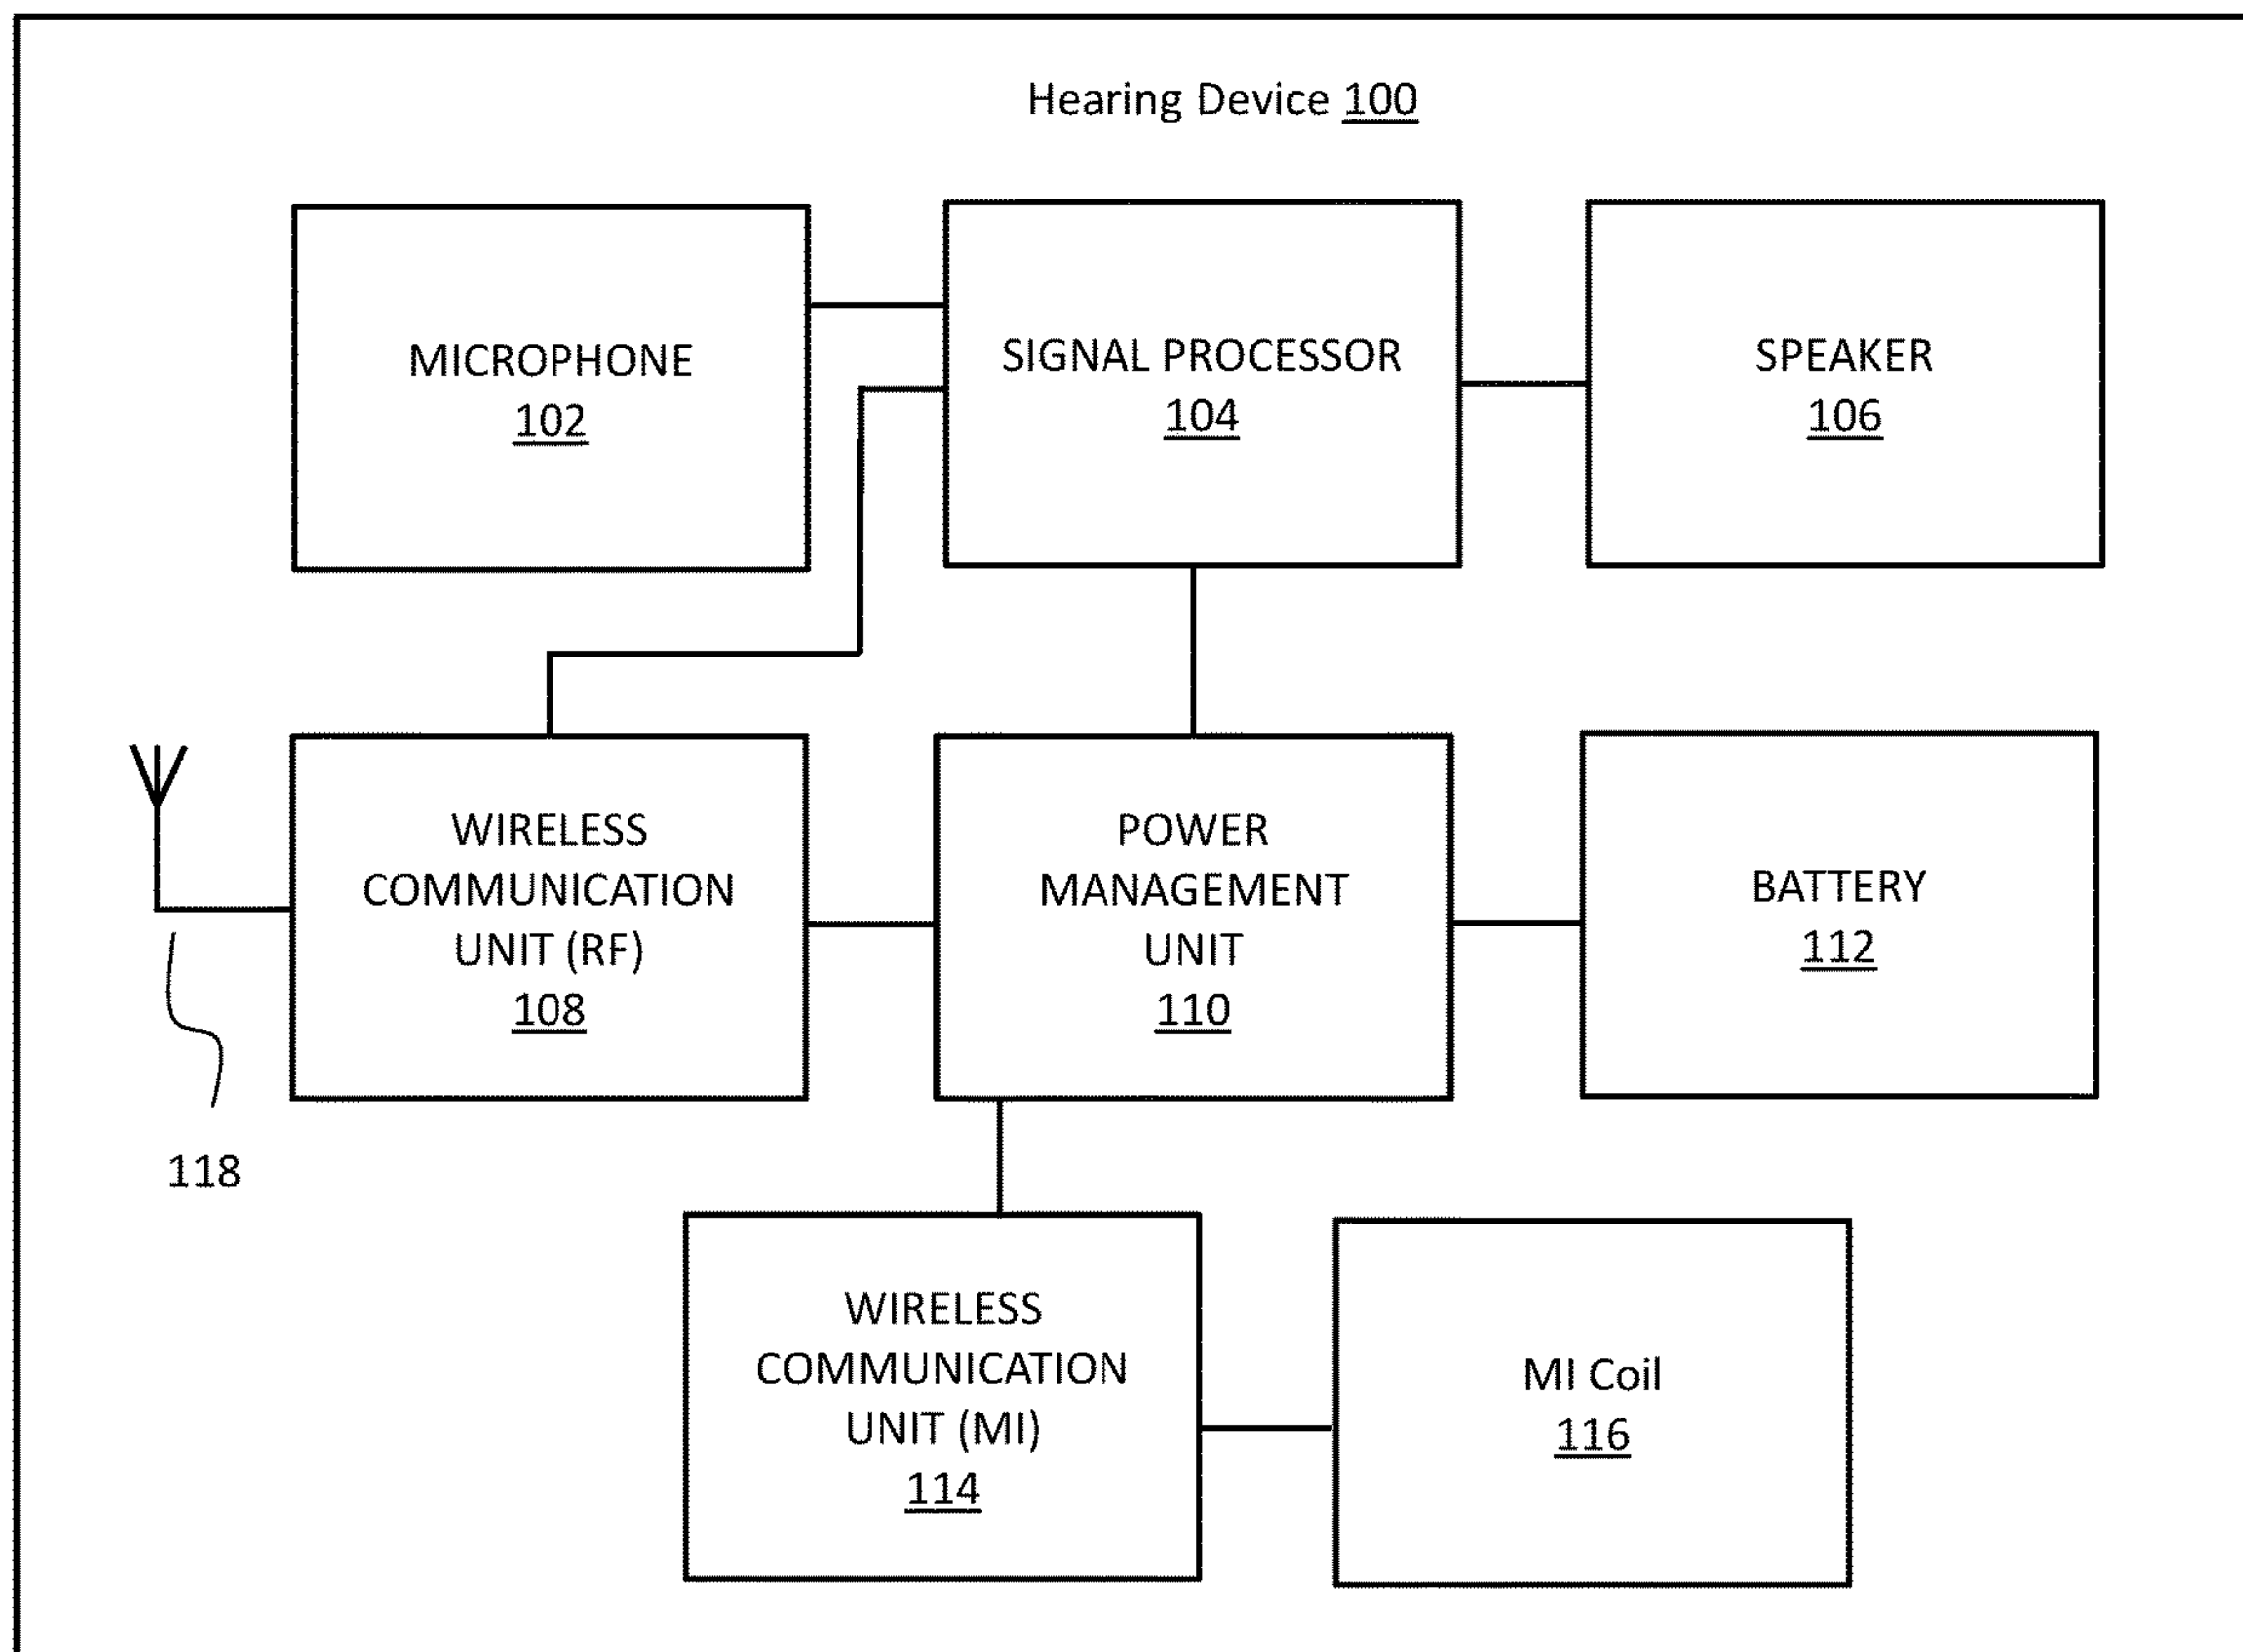 Hearing Device 100
MICROPHONE
102
SIGNAL PROCESSOR
104
SPEAKER
106
WIRELESS
COMMUNICATION
UNIT (RF)
108
POWER
MANAGEMENT
UNIT
110
BATTERY
112
118
WIRELESS
COMMUNICATION
UNIT (MI)
114
MI Coil
116